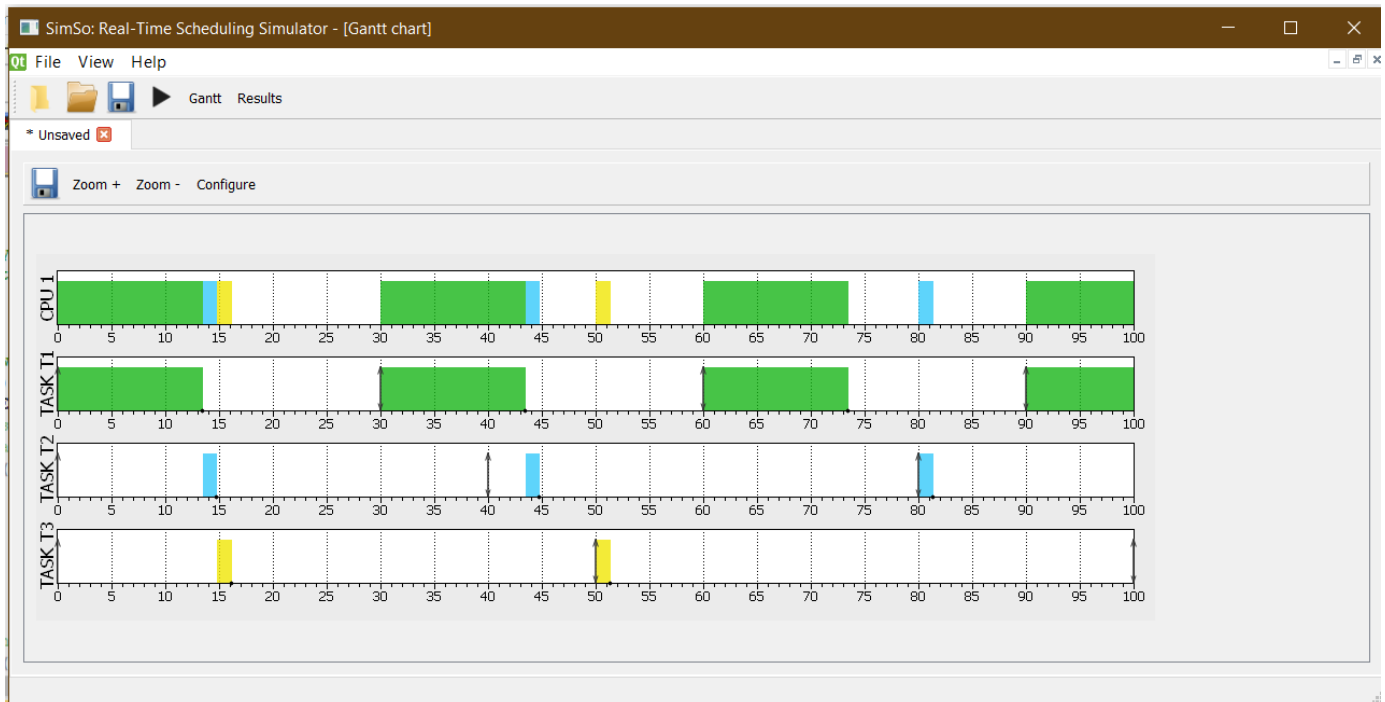 SimSo: Real-Time Scheduling Simulator - [Gantt chart]
File View Help
Gantt Results
* Unsaved
Zoom + Zoom - Configure
CPU 1
0 5 10 15 20 25 30 35 40 45 50 55 60 65 70 75 80 85 90 95 100
TASK T1
0 5 10 15 20 25 30 35 40 45 50 55 60 65 70 75 80 85 90 95 100
TASK T2
0 5 10 15 20 25 30 35 40 45 50 55 60 65 70 75 80 85 90 95 100
TASK T3
0 5 10 15 20 25 30 35 40 45 50 55 60 65 70 75 80 85 90 95 100